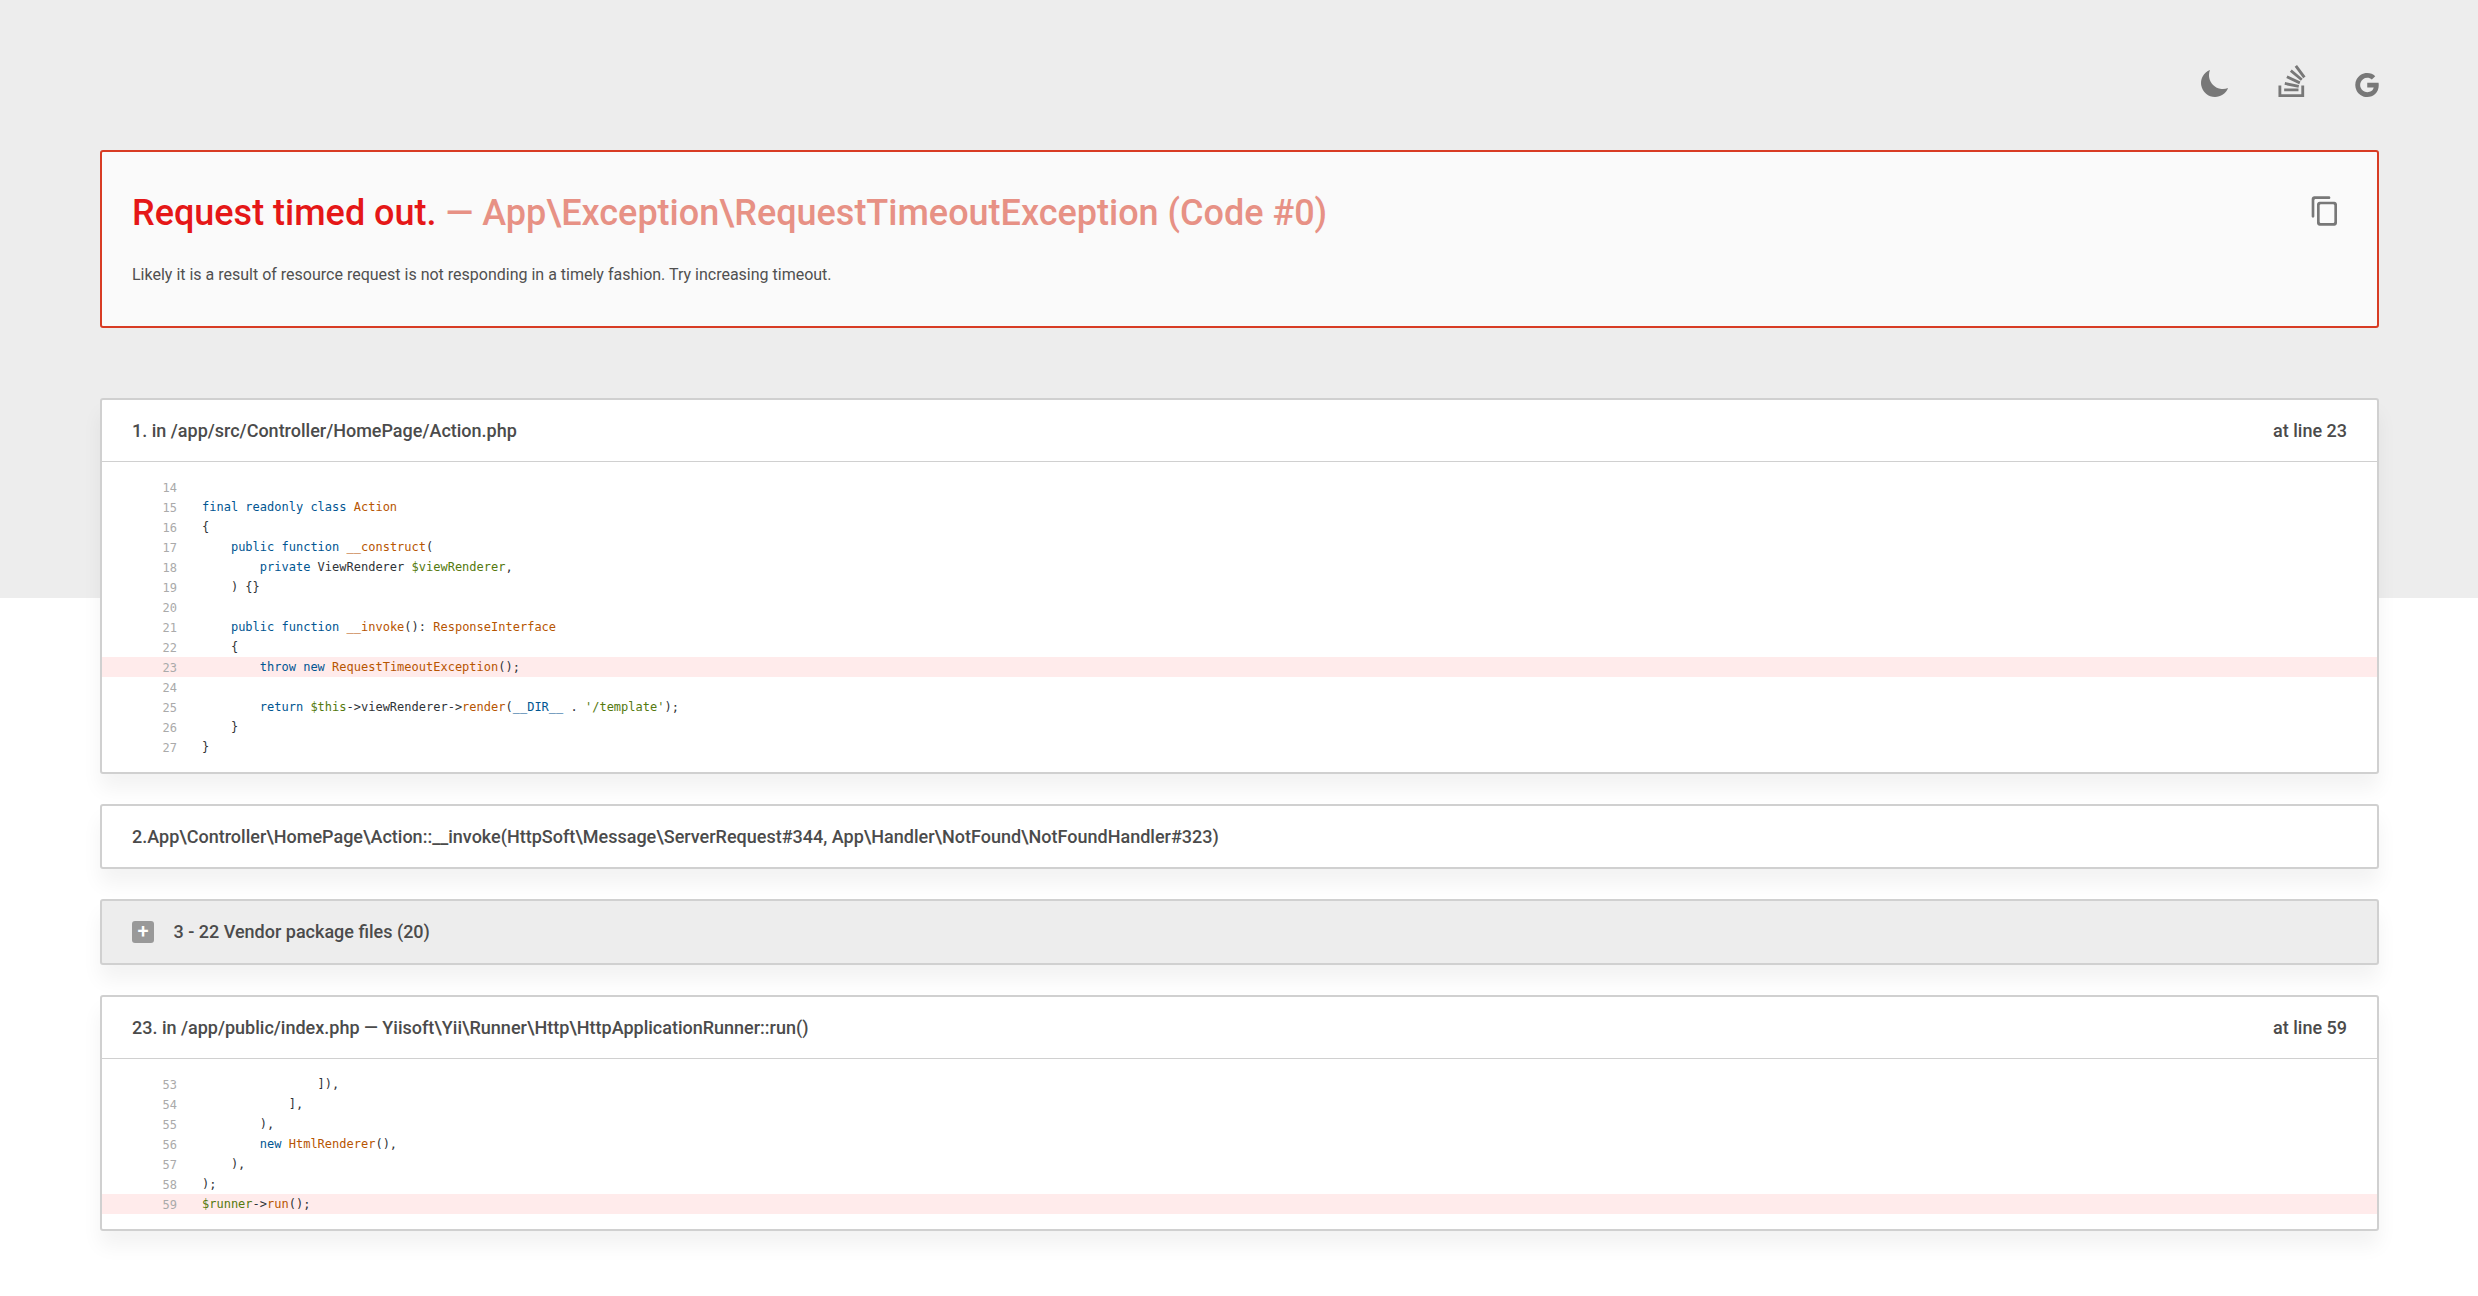 Request timed out. — App\Exception\RequestTimeoutException (Code #0)
Likely it is a result of resource request is not responding in a timely fashion. Try increasing timeout.
1. in /app/src/Controller/HomePage/Action.php at line 23
14
15 final readonly class Action
16 {
17     public function __construct(
18         private ViewRenderer $viewRenderer,
19     ) {}
20
21     public function __invoke(): ResponseInterface
22     {
23         throw new RequestTimeoutException();
24
25         return $this->viewRenderer->render(__DIR__ . '/template');
26     }
27 }
2.App\Controller\HomePage\Action::__invoke(HttpSoft\Message\ServerRequest#344, App\Handler\NotFound\NotFoundHandler#323)
+ 3 - 22 Vendor package files (20)
23. in /app/public/index.php — Yiisoft\Yii\Runner\Http\HttpApplicationRunner::run() at line 59
53                 ]),
54             ],
55         ),
56         new HtmlRenderer(),
57     ),
58 );
59 $runner->run();